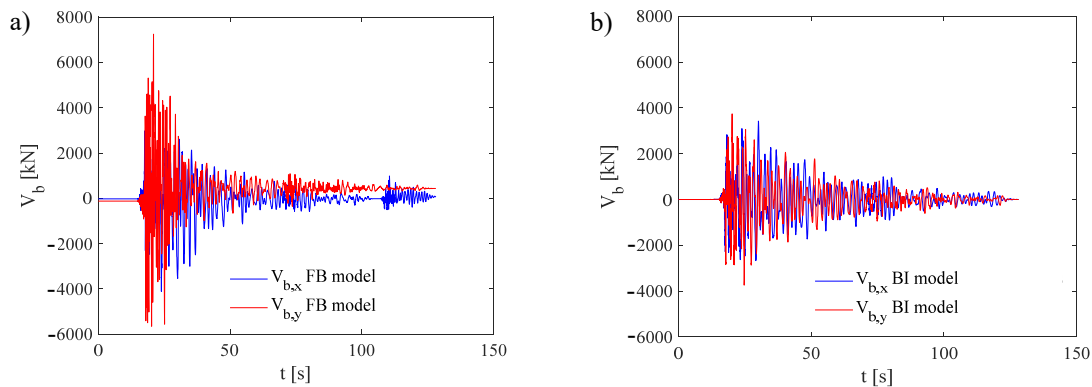 a)
8000
6000
4000
2000
0
−2000
−4000
−6000
V_b [kN]
V_b,x FB model
V_b,y FB model
0 50 100 150
t [s]
b)
8000
6000
4000
2000
0
−2000
−4000
−6000
V_b [kN]
V_b,x BI model
V_b,y BI model
0 50 100 150
t [s]